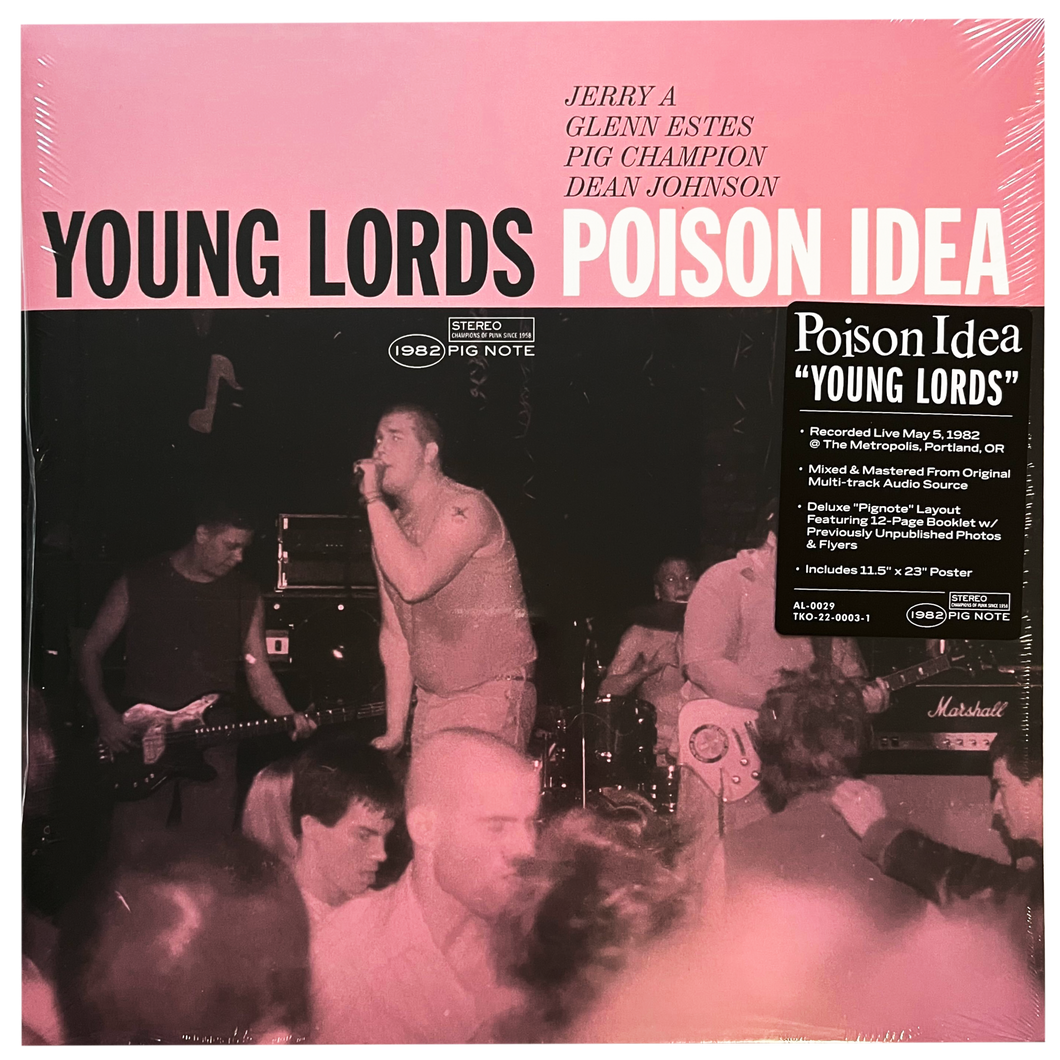 JERRY A
GLENN ESTES
PIG CHAMPION
DEAN JOHNSON
YOUNG LORDS POISON IDEA
STEREO
CHAMPIONS OF PUNK SINCE 1958
1982 PIG NOTE
Poison Idea
“YOUNG LORDS”
• Recorded Live May 5, 1982
@ The Metropolis, Portland, OR
• Mixed & Mastered From Original
Multi-track Audio Source
• Deluxe "Pignote" Layout
Featuring 12-Page Booklet w/
Previously Unpublished Photos
& Flyers
• Includes 11.5" x 23" Poster
AL-0029
TKO-22-0003-1
STEREO
CHAMPIONS OF PUNK SINCE 1958
1982 PIG NOTE
Marshall